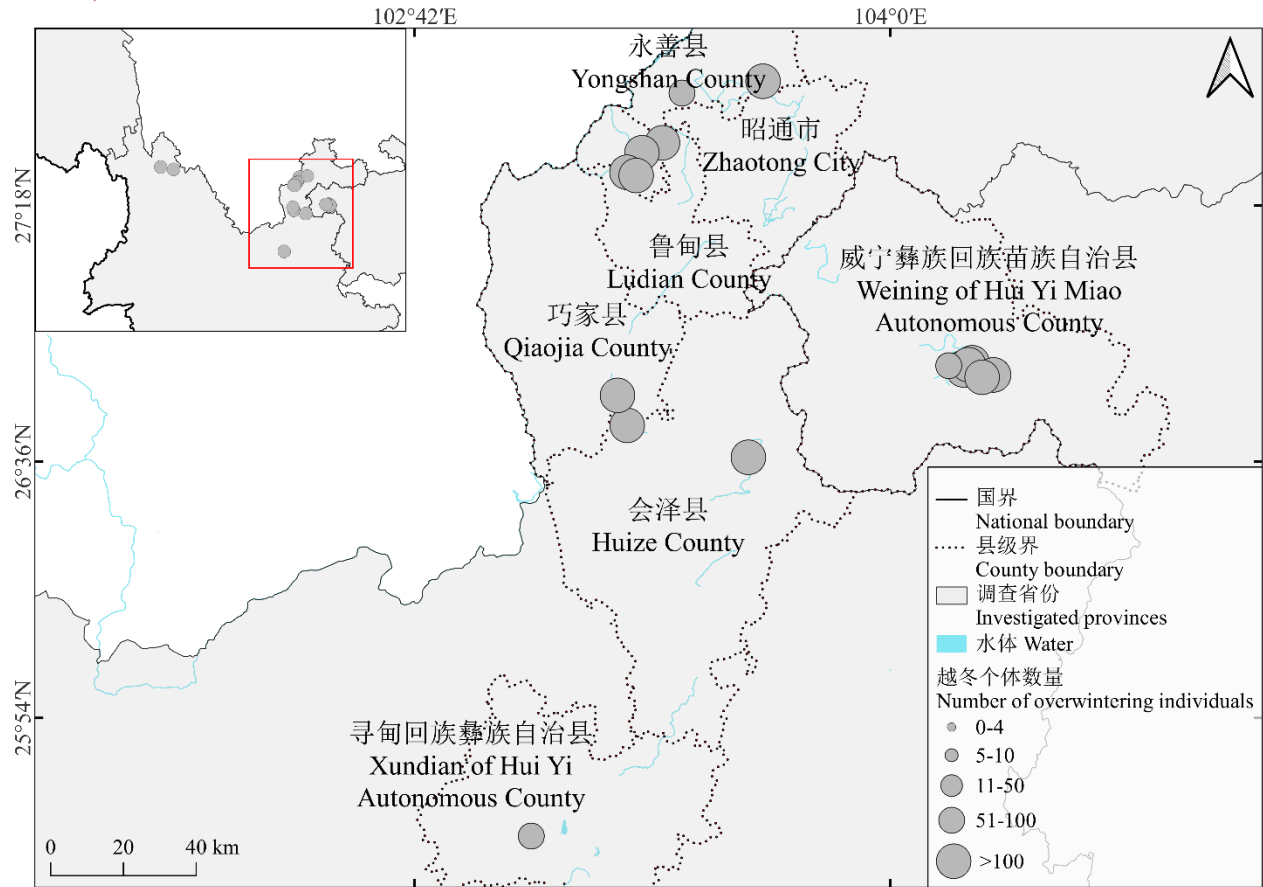 102°42′E
104°0′E
永善县
Yongshan County
昭通市
Zhaotong City
27°18′N
鲁甸县
Ludian County
威宁彝族回族苗族自治县
Weining of Hui Yi Miao
Autonomous County
巧家县
Qiaojia County
26°36′N
会泽县
Huize County
国界
National boundary
县级界
County boundary
调查省份
Investigated provinces
水体 Water
越冬个体数量
Number of overwintering individuals
0-4
5-10
11-50
51-100
>100
25°54′N
寻甸回族彝族自治县
Xundian of Hui Yi
Autonomous County
0 20 40 km